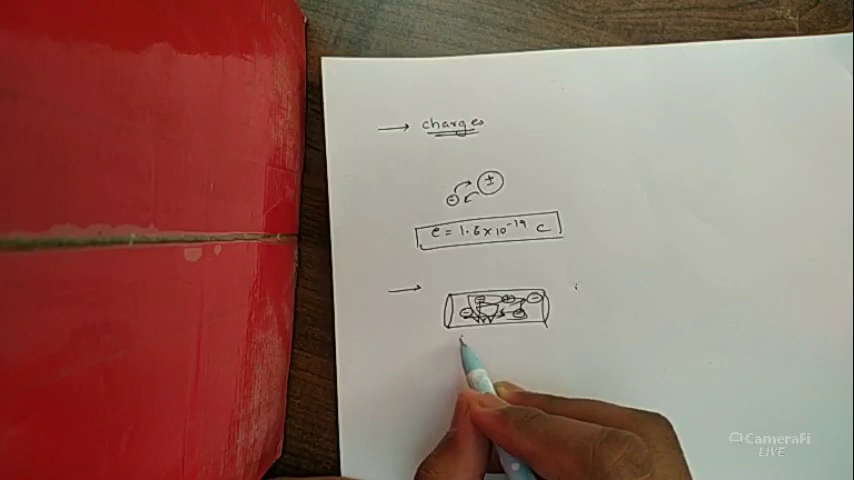 → charges
- ±
e = 1.6×10⁻¹⁹ C
→
CameraFi
LIVE